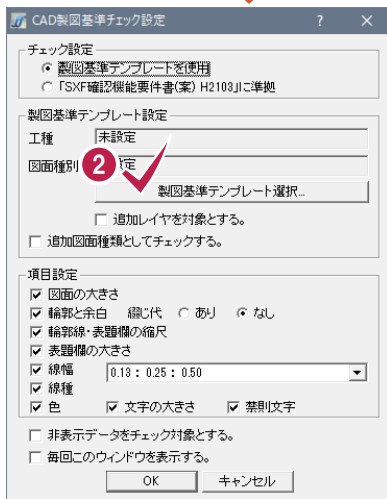 CAD製図基準チェック設定
チェック設定
製図基準テンプレートを使用
「SXF確認機能要件書(案) H2103」に準拠
製図基準テンプレート設定
工種 未設定
図面種別 定
2
製図基準テンプレート選択...
追加レイヤを対象とする。
追加図面種類としてチェックする。
項目設定
図面の大きさ
輪郭と余白 綴じ代 あり なし
輪郭線・表題欄の縮尺
表題欄の大きさ
線幅 0.13 : 0.25 : 0.50
線種
色 文字の大きさ 禁則文字
非表示データをチェック対象とする。
毎回このウィンドウを表示する。
OK キャンセル